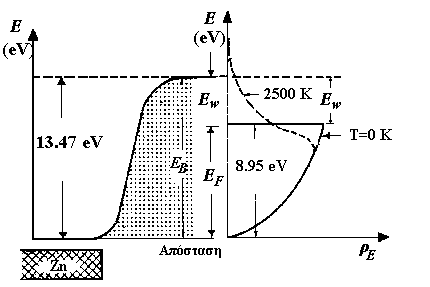 E
(eV)
E
(eV)
13.47 eV
E_B
E_w
E_F
8.95 eV
2500 K
E_w
T=0 K
Απόσταση
ρ_E
Zn